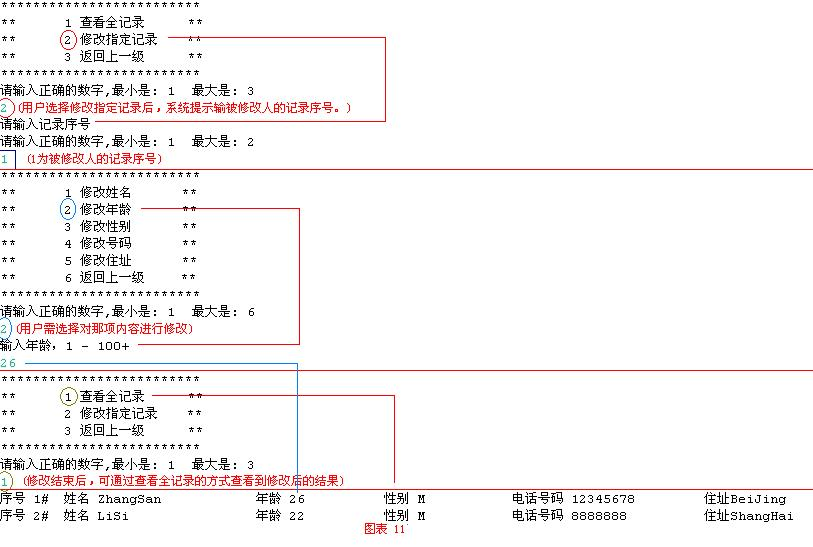 *************************
**      1 查看全记录      **
**      2 修改指定记录    **
**      3 返回上一级      **
*************************
请输入正确的数字,最小是: 1  最大是: 3
2 (用户选择修改指定记录后,系统提示输被修改人的记录序号。)
请输入记录序号
请输入正确的数字,最小是: 1  最大是: 2
1 (1为被修改人的记录序号)
*************************
**      1 修改姓名      **
**      2 修改年龄      **
**      3 修改性别      **
**      4 修改号码      **
**      5 修改住址      **
**      6 返回上一级      **
*************************
请输入正确的数字,最小是: 1  最大是: 6
2 (用户需选择对那项内容进行修改)
输入年龄, 1 - 100+
26
*************************
**      1 查看全记录      **
**      2 修改指定记录    **
**      3 返回上一级      **
*************************
请输入正确的数字,最小是: 1  最大是: 3
1 (修改结束后,可通过查看全记录的方式查看到修改后的结果)
序号 1#  姓名 ZhangSan  年龄 26  性别 M  电话号码 12345678  住址BeiJing
序号 2#  姓名 LiSi  年龄 22  性别 M  电话号码 8888888  住址ShangHai
图表 11